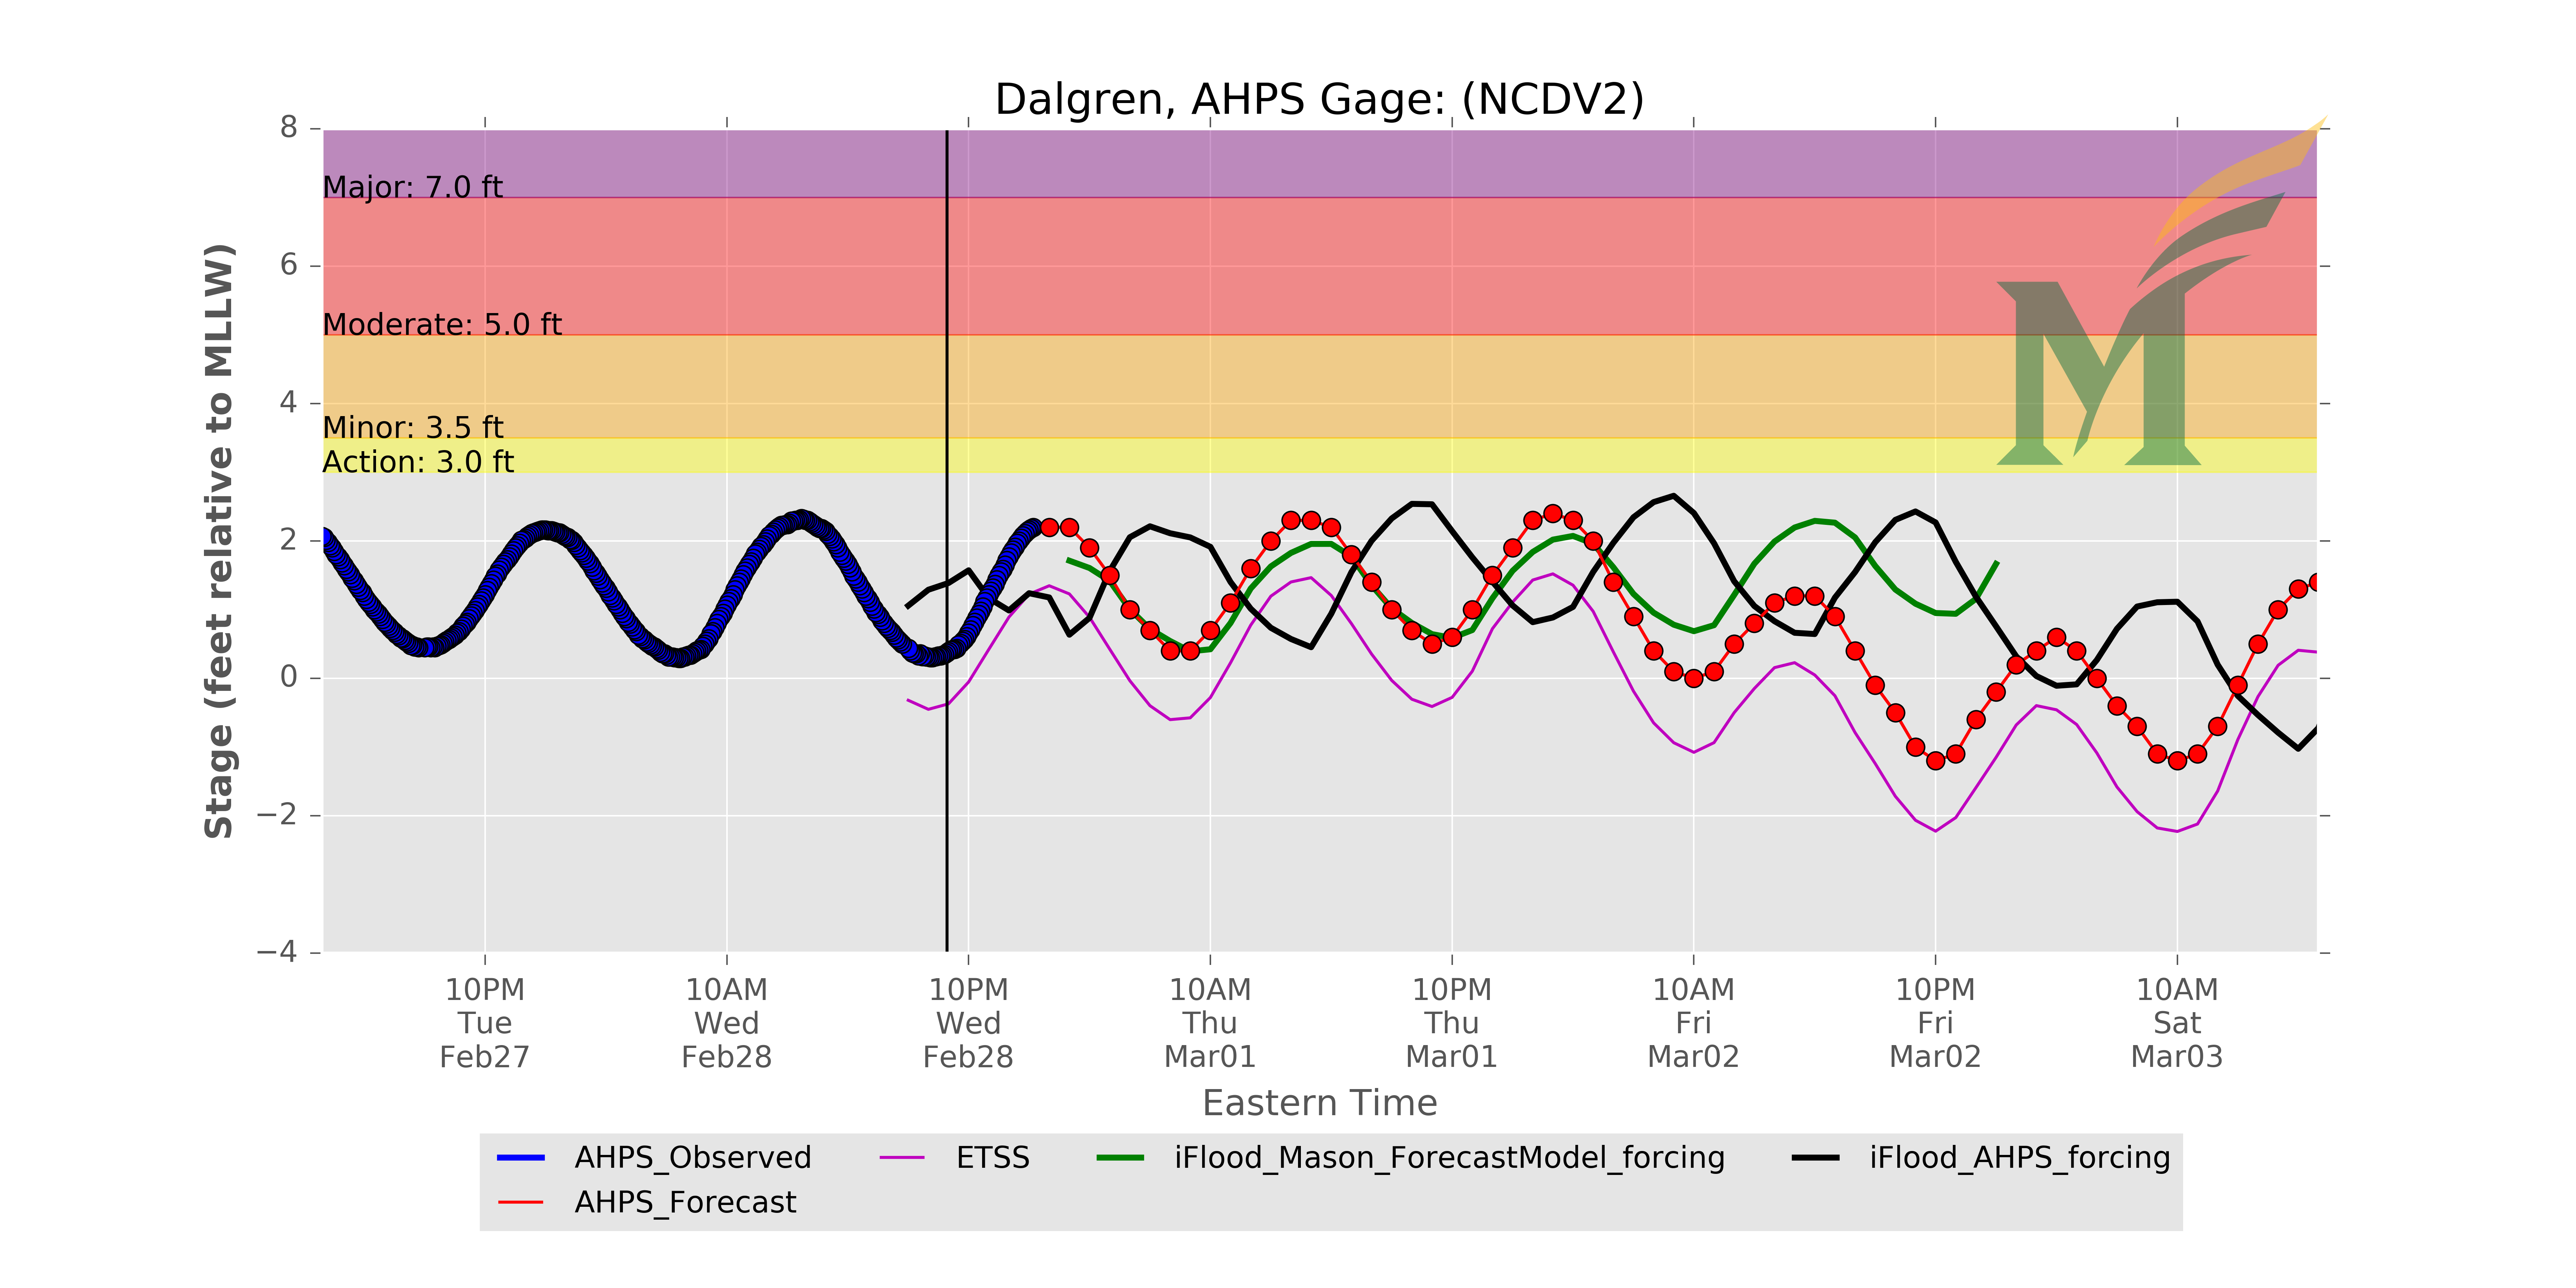 Dalgren, AHPS Gage: (NCDV2)
Stage (feet relative to MLLW)
8
6
4
2
0
−2
−4
Major: 7.0 ft
Moderate: 5.0 ft
Minor: 3.5 ft
Action: 3.0 ft
M
10PM
Tue
Feb27
10AM
Wed
Feb28
10PM
Wed
Feb28
10AM
Thu
Mar01
10PM
Thu
Mar01
10AM
Fri
Mar02
10PM
Fri
Mar02
10AM
Sat
Mar03
Eastern Time
AHPS_Observed
AHPS_Forecast
ETSS
iFlood_Mason_ForecastModel_forcing
iFlood_AHPS_forcing